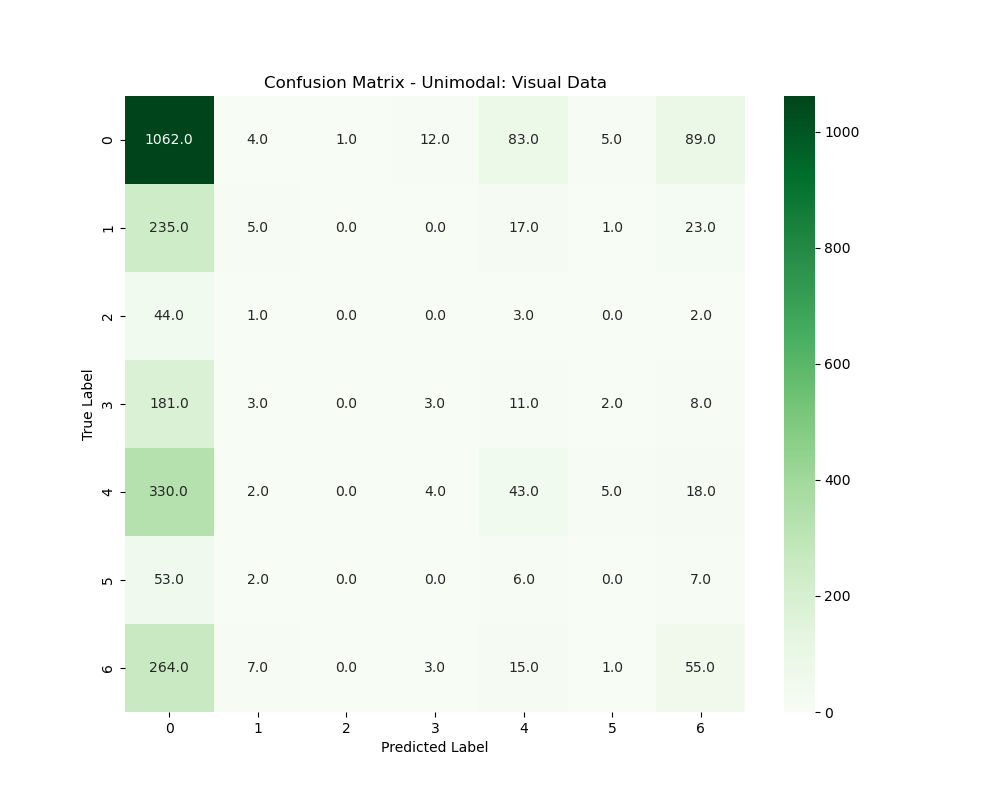 Confusion Matrix - Unimodal: Visual Data
0 1062.0 4.0 1.0 12.0 83.0 5.0 89.0
1 235.0 5.0 0.0 0.0 17.0 1.0 23.0
2 44.0 1.0 0.0 0.0 3.0 0.0 2.0
3 181.0 3.0 0.0 3.0 11.0 2.0 8.0
4 330.0 2.0 0.0 4.0 43.0 5.0 18.0
5 53.0 2.0 0.0 0.0 6.0 0.0 7.0
6 264.0 7.0 0.0 3.0 15.0 1.0 55.0
0 1 2 3 4 5 6
Predicted Label
True Label
1000
800
600
400
200
0